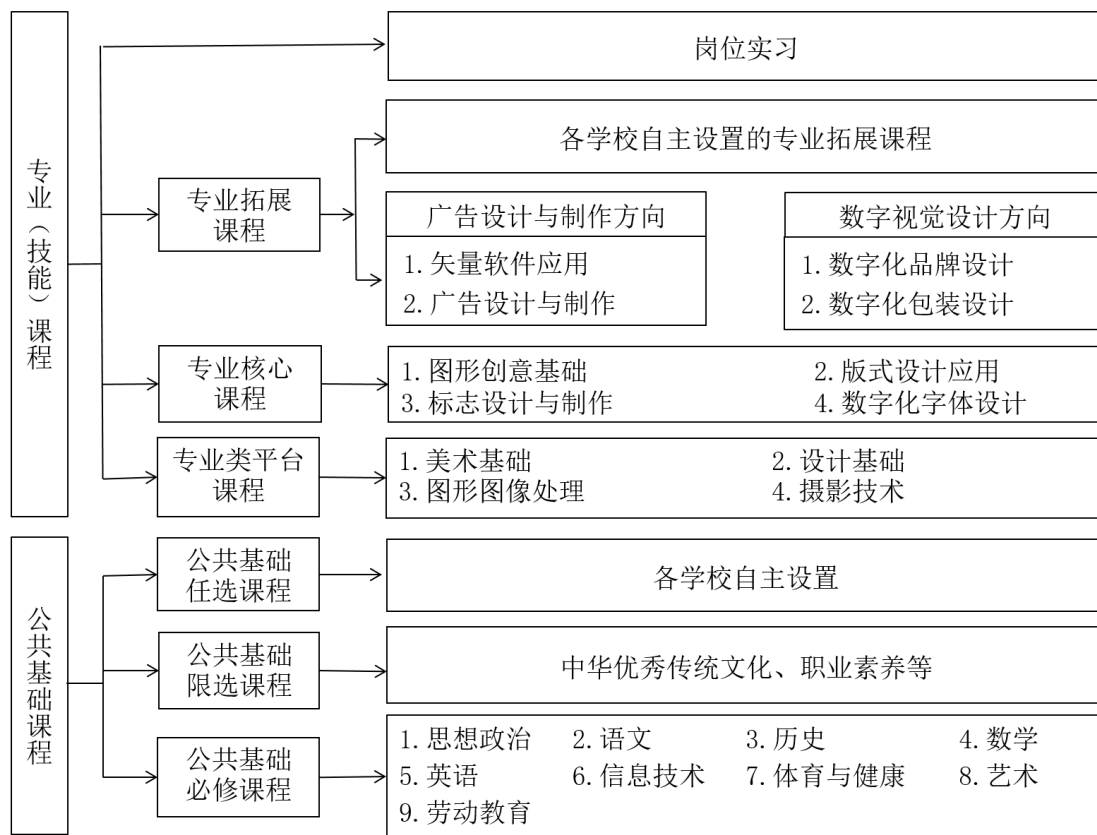 专业（技能）课程
岗位实习
专业拓展
课程
各学校自主设置的专业拓展课程
广告设计与制作方向
1. 矢量软件应用
2. 广告设计与制作
数字视觉设计方向
1. 数字化品牌设计
2. 数字化包装设计
专业核心
课程
1. 图形创意基础 2. 版式设计应用
3. 标志设计与制作 4. 数字化字体设计
专业类平台
课程
1. 美术基础 2. 设计基础
3. 图形图像处理 4. 摄影技术
公共基础课程
公共基础
任选课程
各学校自主设置
公共基础
限选课程
中华优秀传统文化、职业素养等
公共基础
必修课程
1. 思想政治 2. 语文 3. 历史 4. 数学
5. 英语 6. 信息技术 7. 体育与健康 8. 艺术
9. 劳动教育